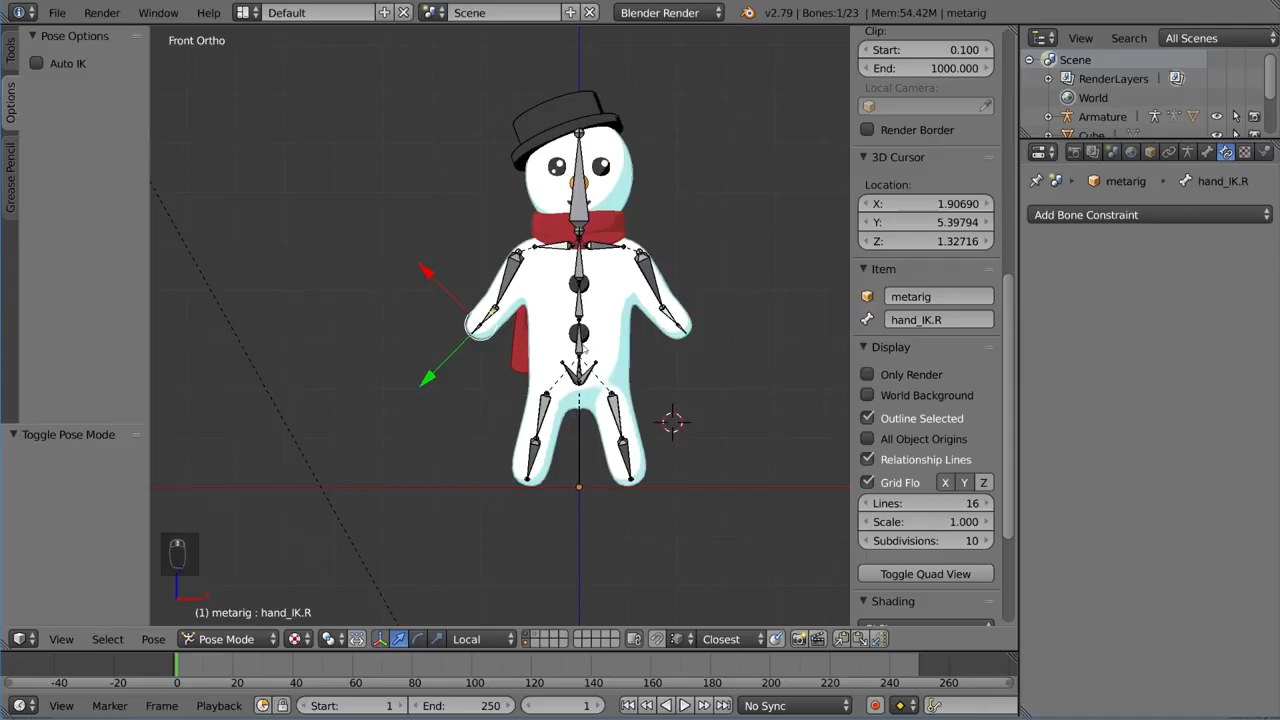 File Render Window Help Default Scene Blender Render v2.79 | Bones:1/23 | Mem:54.42M | metarig
Tools
Options
Grease Pencil
Pose Options
Auto IK
Toggle Pose Mode
Front Ortho
(1) metarig : hand_IK.R
Clip:
Start: 0.100
End: 1000.000
Local Camera:
Render Border
3D Cursor
Location:
X: 1.90690
Y: 5.39794
Z: 1.32716
Item
metarig
hand_IK.R
Display
Only Render
World Background
Outline Selected
All Object Origins
Relationship Lines
Grid Flo X Y Z
Lines: 16
Scale: 1.000
Subdivisions: 10
Toggle Quad View
Shading
View Search All Scenes
Scene
RenderLayers
World
Armature
metarig hand_IK.R
Add Bone Constraint
View Select Pose Pose Mode Local Closest
-40 -20 0 20 40 60 80 100 120 140 160 180 200 220 240 260
View Marker Frame Playback Start: 1 End: 250 1 No Sync